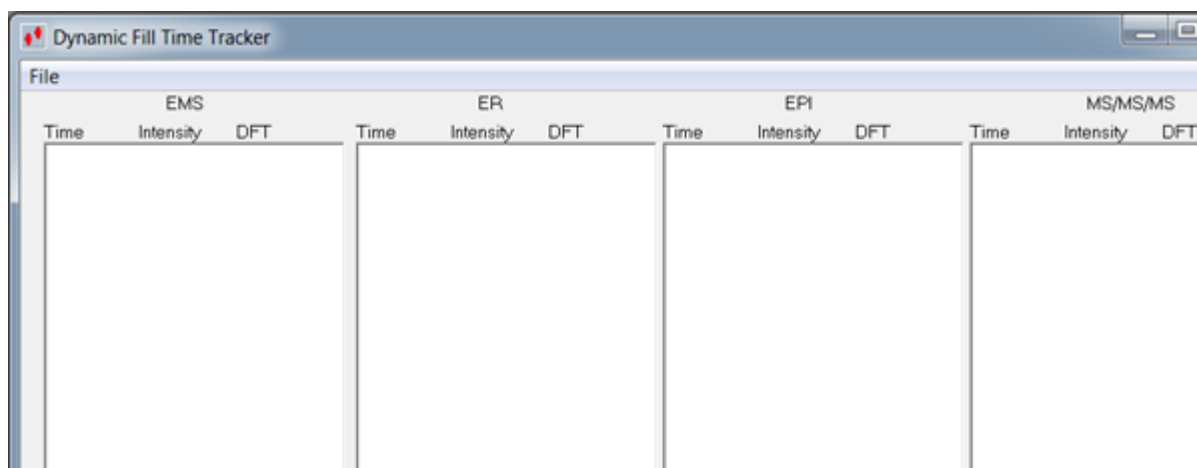 Dynamic Fill Time Tracker
File
EMS ER EPI MS/MS/MS
Time Intensity DFT Time Intensity DFT Time Intensity DFT Time Intensity DFT